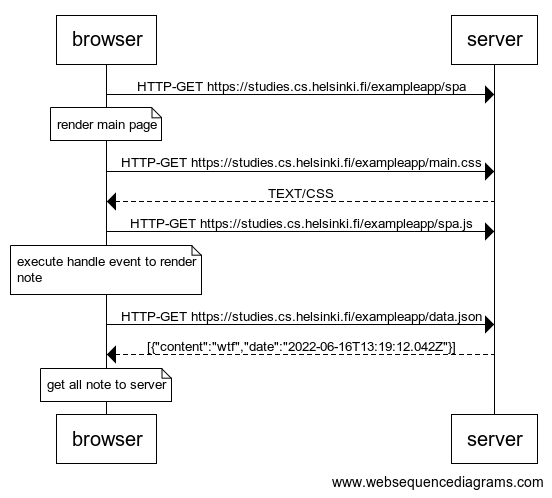 browser
server
HTTP-GET https://studies.cs.helsinki.fi/exampleapp/spa
render main page
HTTP-GET https://studies.cs.helsinki.fi/exampleapp/main.css
TEXT/CSS
HTTP-GET https://studies.cs.helsinki.fi/exampleapp/spa.js
execute handle event to render
note
HTTP-GET https://studies.cs.helsinki.fi/exampleapp/data.json
[{"content":"wtf","date":"2022-06-16T13:19:12.042Z"}]
get all note to server
browser
server
www.websequencediagrams.com